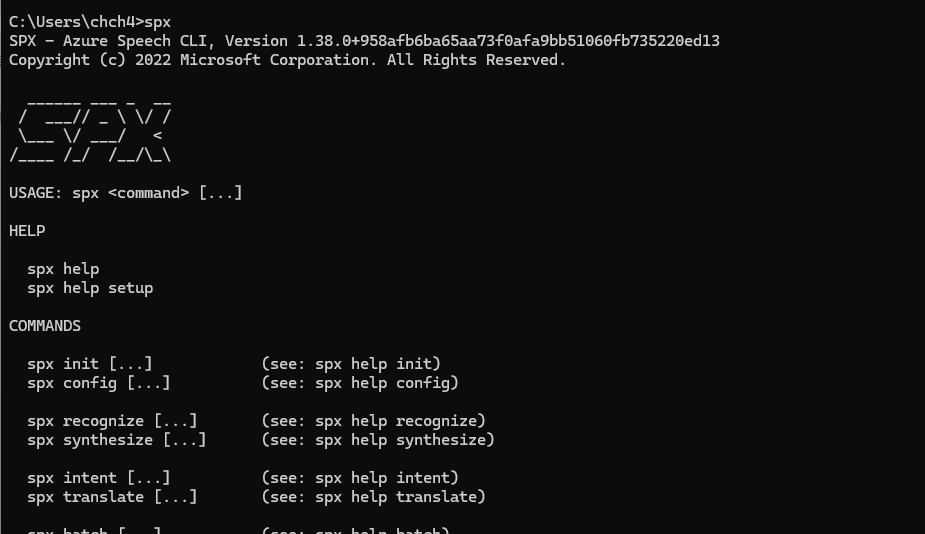 C:\Users\chch4>spx
SPX - Azure Speech CLI, Version 1.38.0+958afb6ba65aa73f0afa9bb51060fb735220ed13
Copyright (c) 2022 Microsoft Corporation. All Rights Reserved.
  ______ ___ _  __
 /  ___// _ \ \/ /
 \___ \/ ___/   <
/____ /_/  /__/\_\
USAGE: spx <command> [...]
HELP
  spx help
  spx help setup
COMMANDS
  spx init [...]            (see: spx help init)
  spx config [...]          (see: spx help config)
  spx recognize [...]       (see: spx help recognize)
  spx synthesize [...]      (see: spx help synthesize)
  spx intent [...]          (see: spx help intent)
  spx translate [...]       (see: spx help translate)
  spx batch [...]           (see: spx help batch)